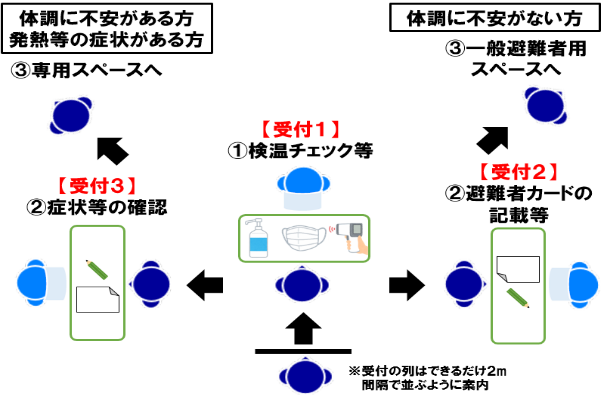 体調に不安がある方
発熱等の症状がある方
③専用スペースへ
体調に不安がない方
③一般避難者用
スペースへ
【受付１】
①検温チェック等
【受付３】
②症状等の確認
【受付２】
②避難者カードの
記載等
※受付の列はできるだけ2ｍ
間隔で並ぶように案内